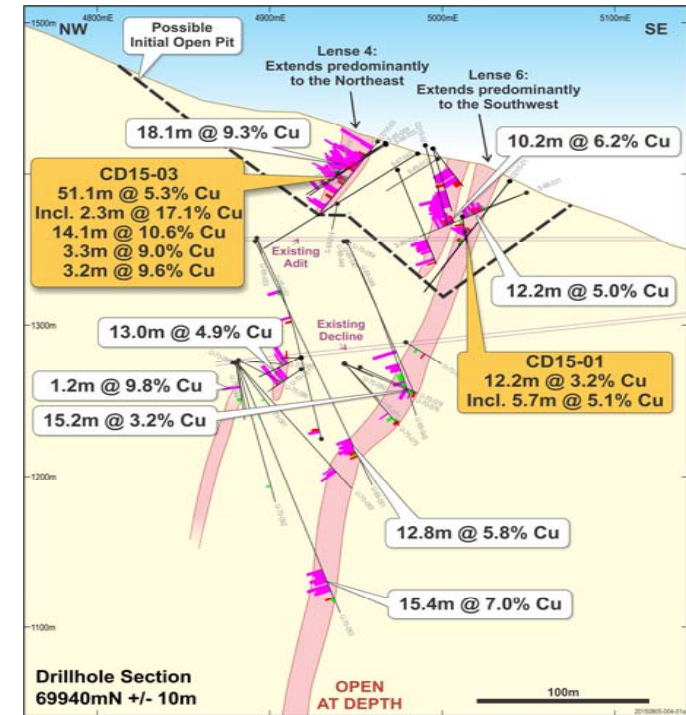 4800mE
4900mE
5000mE
5100mE
1500m
NW
SE
Possible
Initial Open Pit
Lense 4:
Extends predominantly
to the Northeast
Lense 6:
Extends predominantly
to the Southwest
18.1m @ 9.3% Cu
10.2m @ 6.2% Cu
CD15-03
51.1m @ 5.3% Cu
Incl. 2.3m @ 17.1% Cu
14.1m @ 10.6% Cu
3.3m @ 9.0% Cu
3.2m @ 9.6% Cu
Existing
Adit
12.2m @ 5.0% Cu
1300m
13.0m @ 4.9% Cu
Existing
Decline
CD15-01
12.2m @ 3.2% Cu
Incl. 5.7m @ 5.1% Cu
1.2m @ 9.8% Cu
15.2m @ 3.2% Cu
1200m
12.8m @ 5.8% Cu
15.4m @ 7.0% Cu
1100m
Drillhole Section
69940mN +/- 10m
OPEN
AT DEPTH
100m